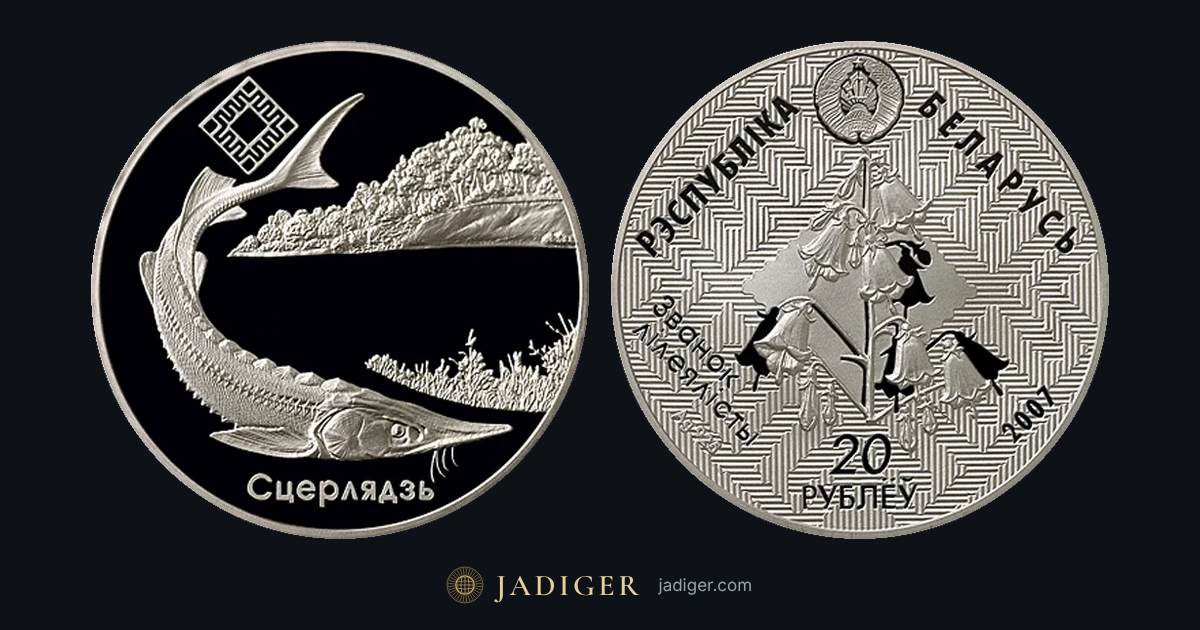 Сцерлядзь
РЭСПУБЛІКА БЕЛАРУСЬ
Званок
лілеялісты
2007
20
РУБЛЁЎ
JADIGER jadiger.com